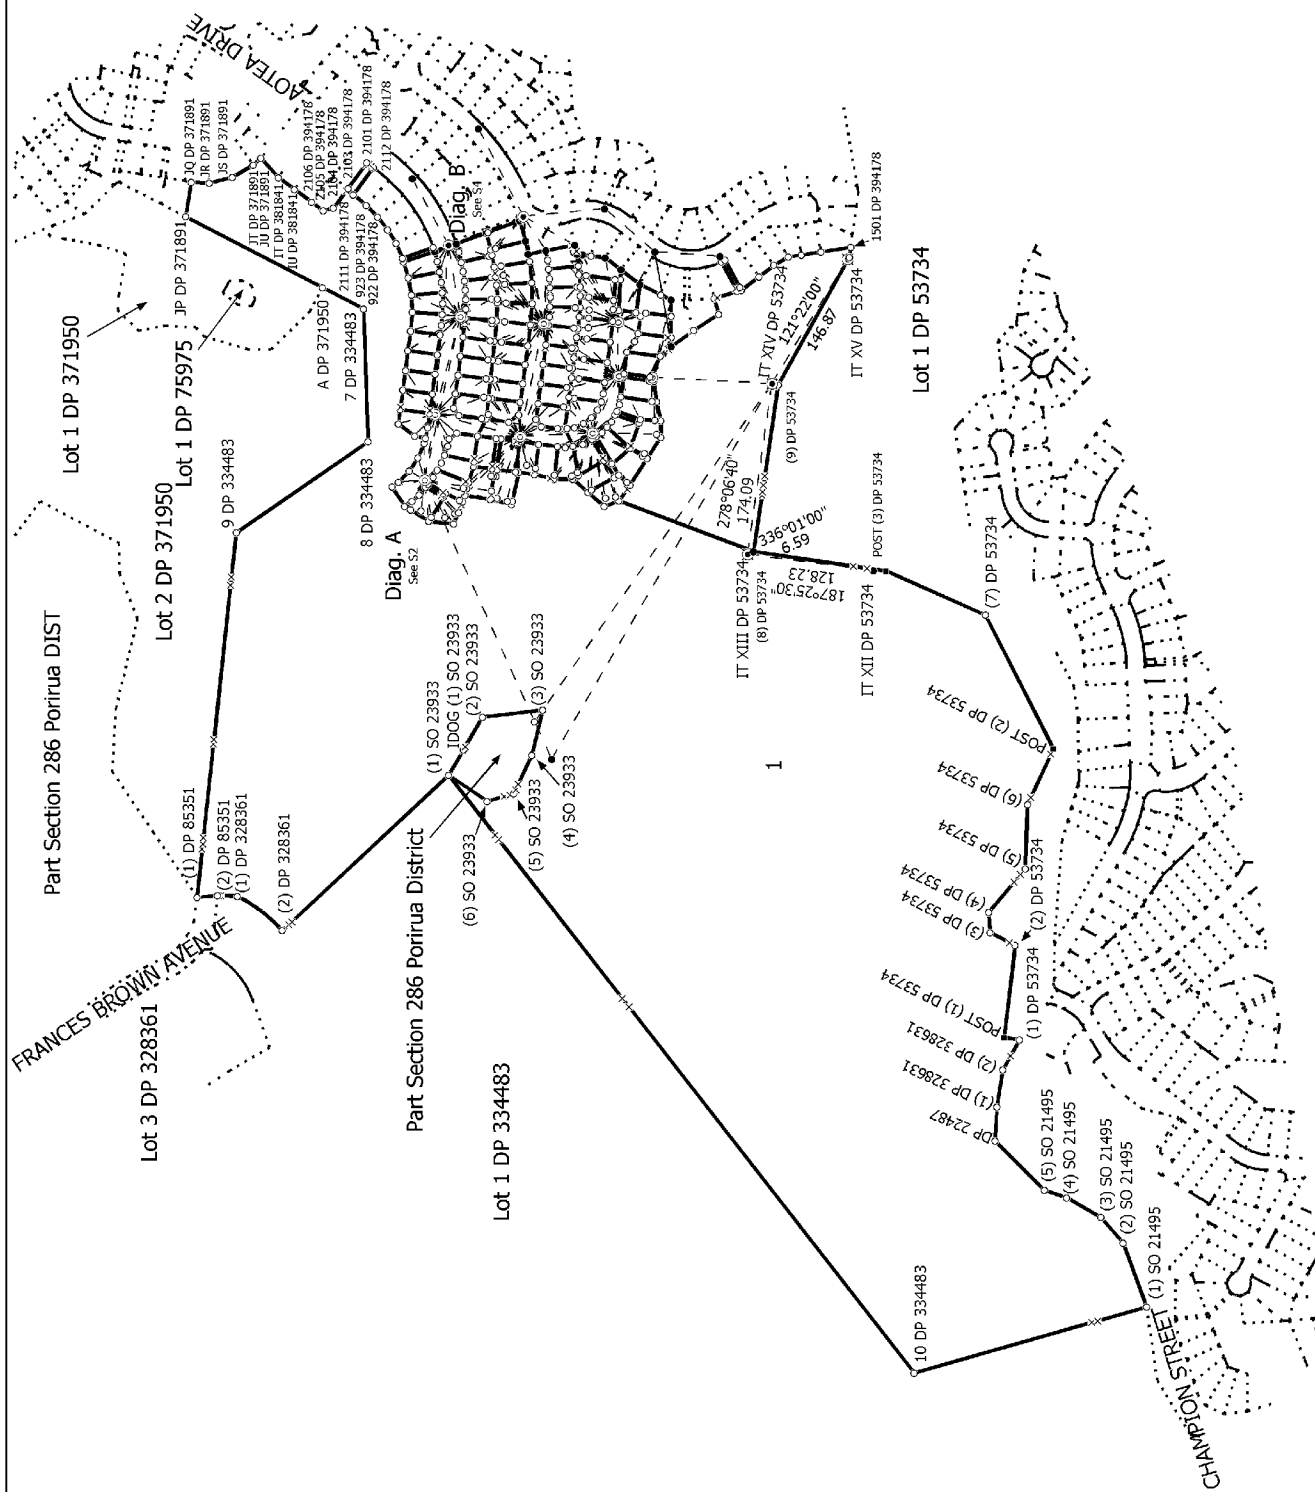 AOTEA DRIVE
JQ DP 371891
JR DP 371891
JS DP 371891
JT DP 371891
JU DP 371891
IT DP 381841
IU DP 381841
2106 DP 394178
2105 DP 394178
2104 DP 394178
2103 DP 394178
2101 DP 394178
2112 DP 394178
JP DP 371891
2111 DP 394178
923 DP 394178
922 DP 394178
Diag. B
See S4
1501 DP 394178
Lot 1 DP 371950
Lot 1 DP 75975
A DP 371950
7 DP 334483
IT XIV DP 53734
121°22'00"
146.87
IT XV DP 53734
Lot 1 DP 53734
(9) DP 53734
Lot 2 DP 371950
9 DP 334483
8 DP 334483
Diag. A
See S2
278°06'40"
174.09
336°01'00"
6.59
POST (3) DP 53734
187°25'30"
128.23
IT XIII DP 53734
(8) DP 53734
IT XII DP 53734
(7) DP 53734
Part Section 286 Porirua DIST
(1) SO 23933
IDOG (1) SO 23933
(2) SO 23933
IDOG
(3) SO 23933
POST (2) DP 53734
(1) DP 85351
(2) DP 85351
(1) DP 328361
(2) DP 328361
1
(6) DP 53734
(5) DP 53734
(4) SO 23933
(5) SO 23933
(6) SO 23933
Part Section 286 Porirua District
(4) DP 53734
(3) DP 53734
(2) DP 53734
FRANCES BROWN AVENUE
Lot 3 DP 328361
Lot 1 DP 334483
POST (1) DP 53734
(1) DP 53734
(2) DP 328631
(1) DP 328631
DP 22487
(5) SO 21495
(4) SO 21495
(3) SO 21495
(2) SO 21495
(1) SO 21495
10 DP 334483
CHAMPION STREET